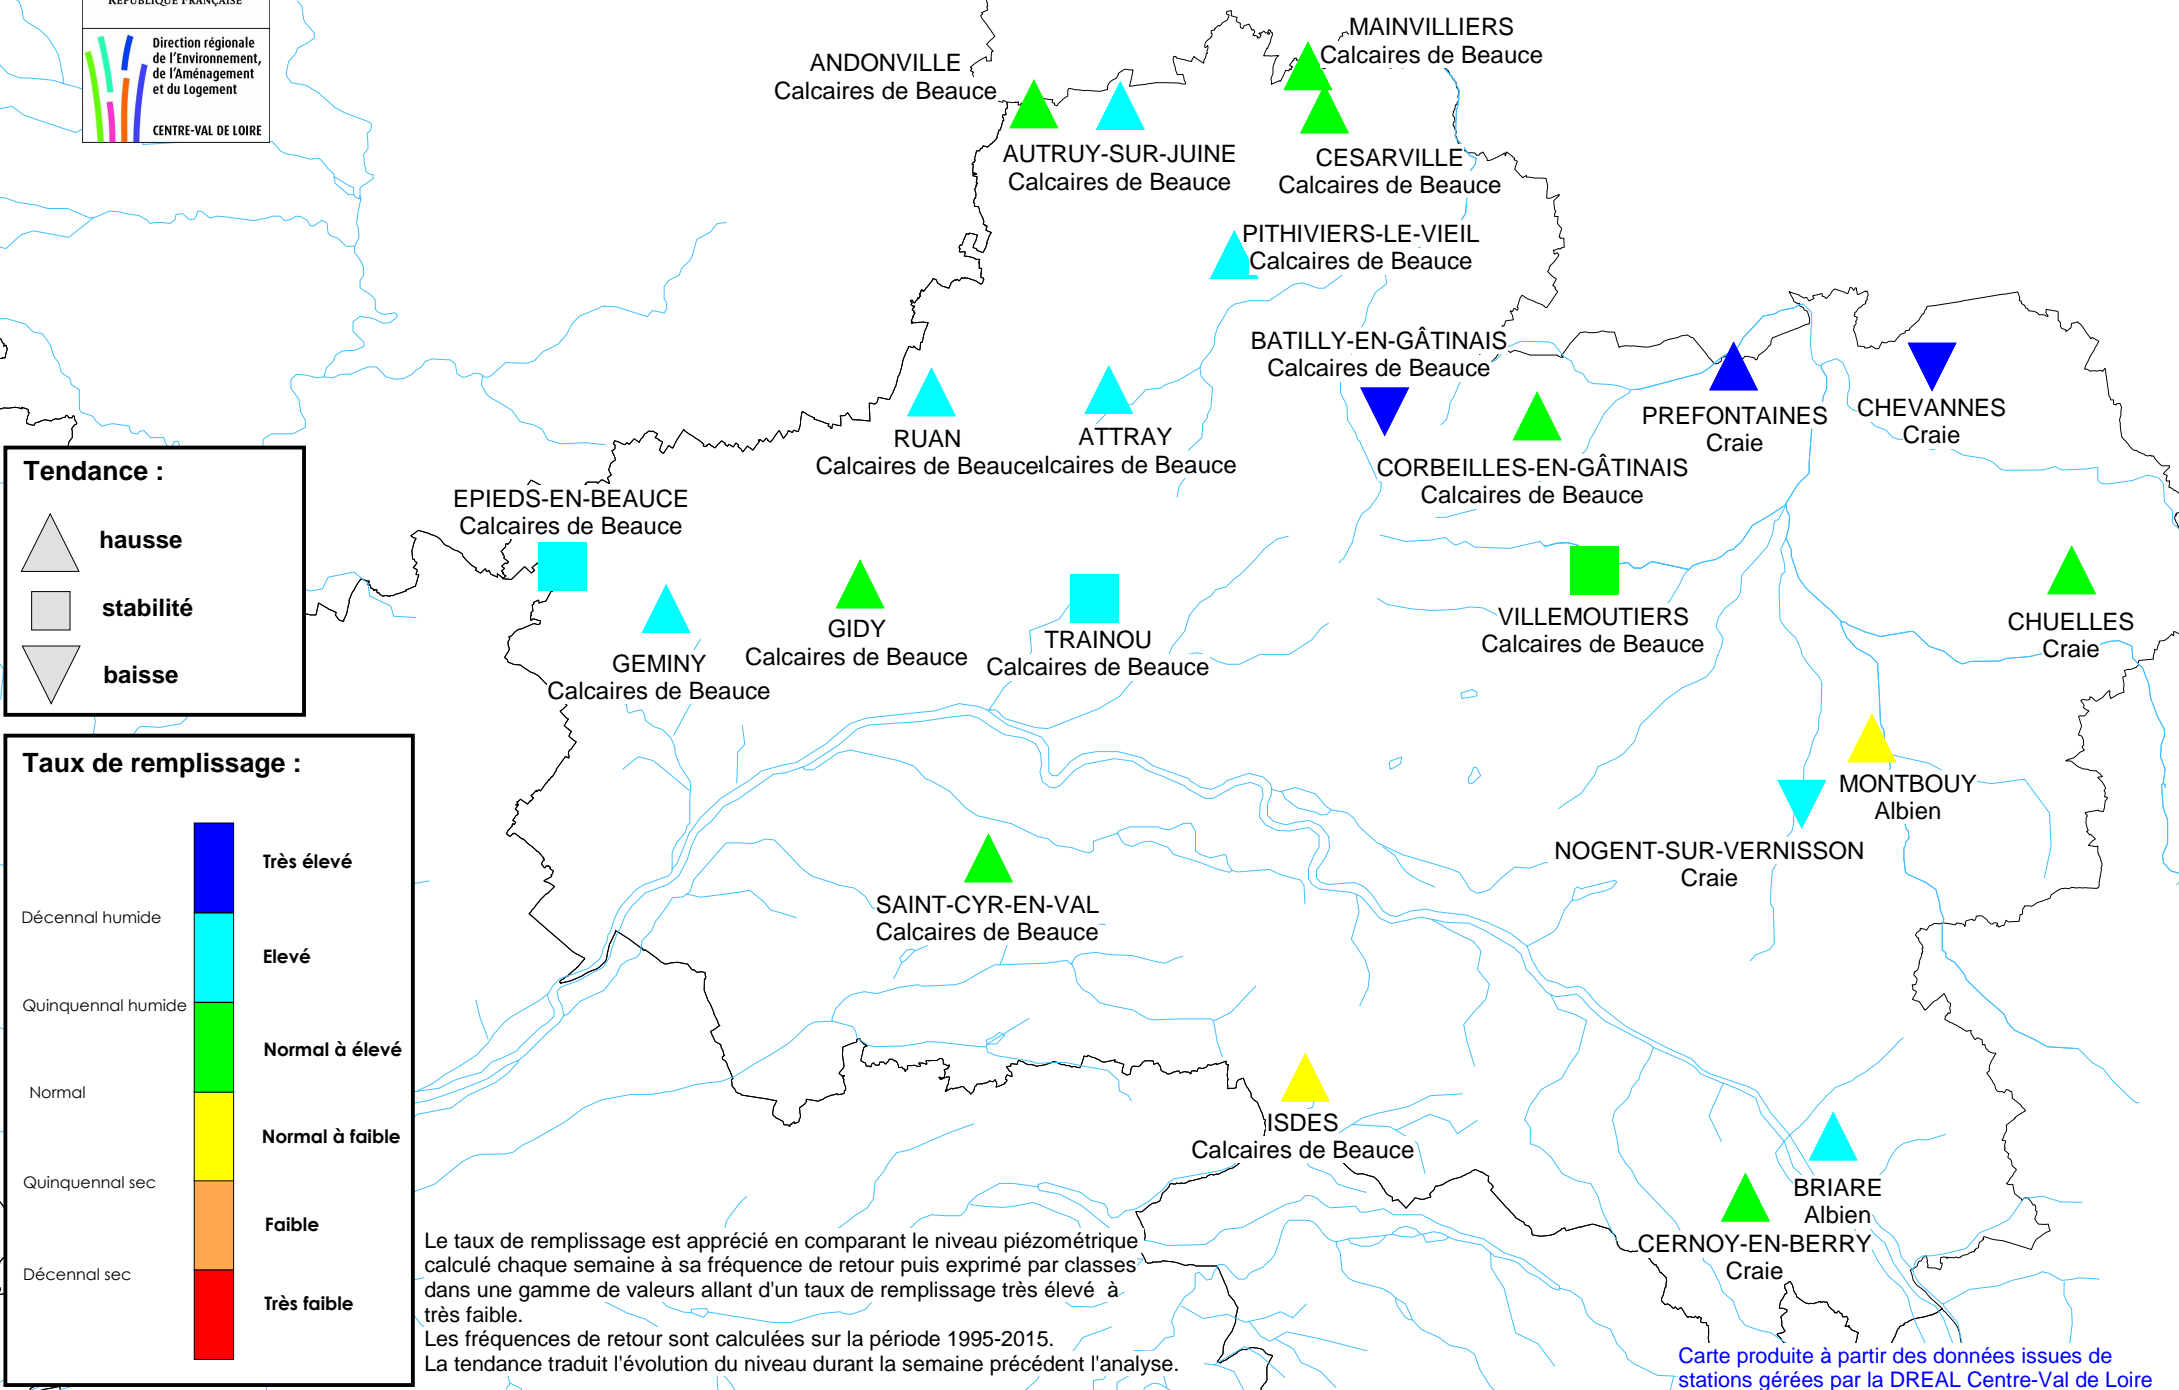 RÉPUBLIQUE FRANÇAISE
Direction régionale
de l'Environnement,
de l'Aménagement
et du Logement
CENTRE-VAL DE LOIRE
MAINVILLIERS
Calcaires de Beauce
ANDONVILLE
Calcaires de Beauce
AUTRUY-SUR-JUINE
Calcaires de Beauce
CESARVILLE
Calcaires de Beauce
PITHIVIERS-LE-VIEIL
Calcaires de Beauce
BATILLY-EN-GÂTINAIS
Calcaires de Beauce
PREFONTAINES
Craie
CHEVANNES
Craie
RUAN
Calcaires de Beauce
ATTRAY
alcaires de Beauce
CORBEILLES-EN-GÂTINAIS
Calcaires de Beauce
EPIEDS-EN-BEAUCE
Calcaires de Beauce
Tendance :
hausse
stabilité
baisse
GEMINY
Calcaires de Beauce
GIDY
Calcaires de Beauce
TRAINOU
Calcaires de Beauce
VILLEMOUTIERS
Calcaires de Beauce
CHUELLES
Craie
MONTBOUY
Albien
NOGENT-SUR-VERNISSON
Craie
SAINT-CYR-EN-VAL
Calcaires de Beauce
ISDES
Calcaires de Beauce
BRIARE
Albien
CERNOY-EN-BERRY
Craie
Taux de remplissage :
Très élevé
Décennal humide
Elevé
Quinquennal humide
Normal à élevé
Normal
Normal à faible
Quinquennal sec
Faible
Décennal sec
Très faible
Le taux de remplissage est apprécié en comparant le niveau piézométrique
calculé chaque semaine à sa fréquence de retour puis exprimé par classes
dans une gamme de valeurs allant d'un taux de remplissage très élevé à
très faible.
Les fréquences de retour sont calculées sur la période 1995-2015.
La tendance traduit l'évolution du niveau durant la semaine précédent l'analyse.
Carte produite à partir des données issues de
stations gérées par la DREAL Centre-Val de Loire